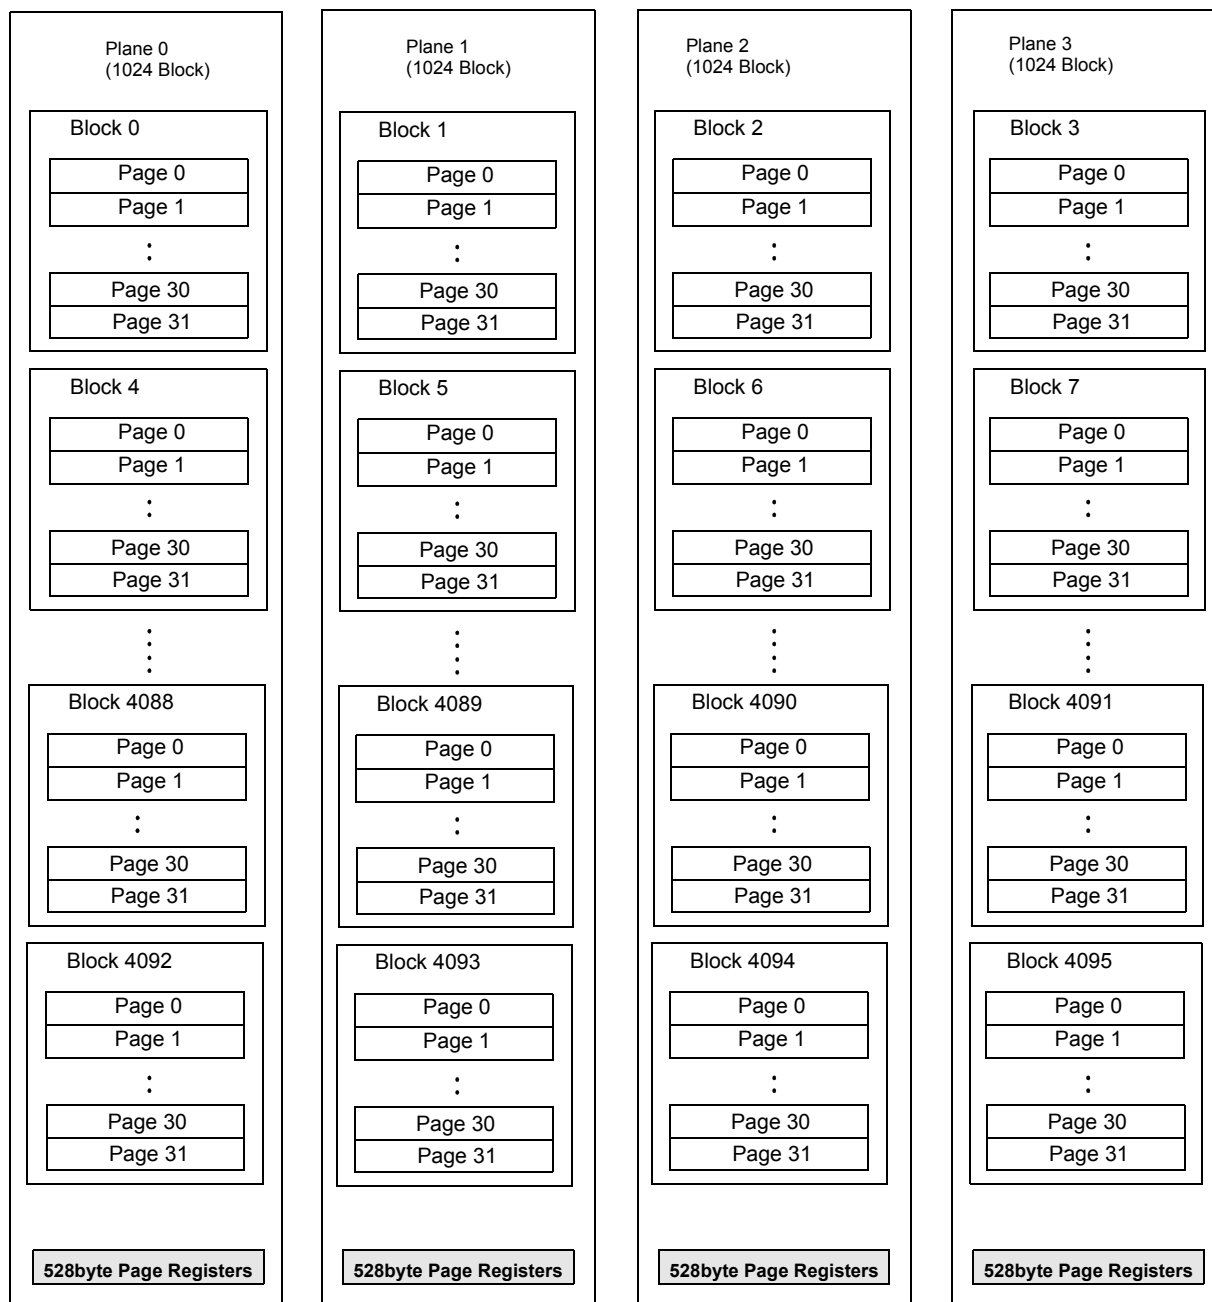 Plane 0
(1024 Block)
Block 0
Page 0
Page 1
:
Page 30
Page 31
Block 4
Page 0
Page 1
:
Page 30
Page 31
Block 4088
Page 0
Page 1
:
Page 30
Page 31
Block 4092
Page 0
Page 1
:
Page 30
Page 31
528byte Page Registers
Plane 1
(1024 Block)
Block 1
Page 0
Page 1
:
Page 30
Page 31
Block 5
Page 0
Page 1
:
Page 30
Page 31
Block 4089
Page 0
Page 1
:
Page 30
Page 31
Block 4093
Page 0
Page 1
:
Page 30
Page 31
528byte Page Registers
Plane 2
(1024 Block)
Block 2
Page 0
Page 1
:
Page 30
Page 31
Block 6
Page 0
Page 1
:
Page 30
Page 31
Block 4090
Page 0
Page 1
:
Page 30
Page 31
Block 4094
Page 0
Page 1
:
Page 30
Page 31
528byte Page Registers
Plane 3
(1024 Block)
Block 3
Page 0
Page 1
:
Page 30
Page 31
Block 7
Page 0
Page 1
:
Page 30
Page 31
Block 4091
Page 0
Page 1
:
Page 30
Page 31
Block 4095
Page 0
Page 1
:
Page 30
Page 31
528byte Page Registers